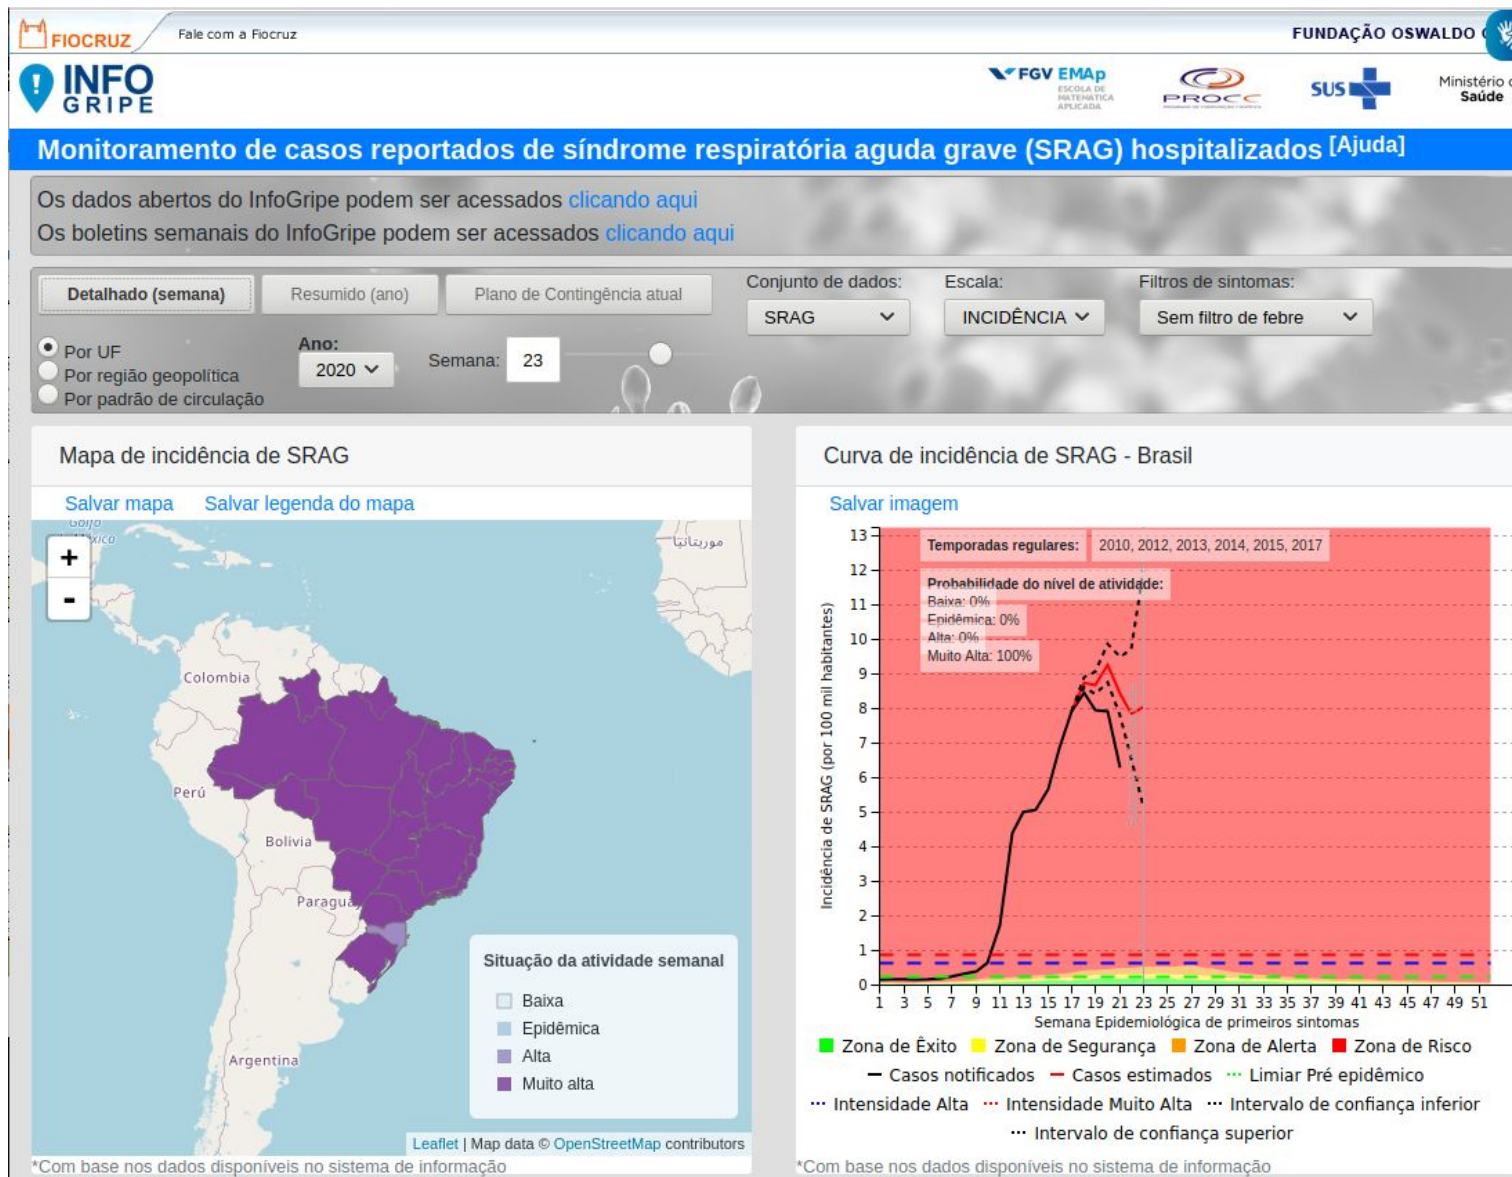 FIOCRUZ
Fale com a Fiocruz
FUNDAÇÃO OSWALDO
INFO
GRIPE
FGV EMAp
ESCOLA DE
MATEMÁTICA
APLICADA
PROCC
SUS
Ministério
Saúde
Monitoramento de casos reportados de síndrome respiratória aguda grave (SRAG) hospitalizados [Ajuda]
Os dados abertos do InfoGripe podem ser acessados clicando aqui
Os boletins semanais do InfoGripe podem ser acessados clicando aqui
Detalhado (semana)
Resumido (ano)
Plano de Contingência atual
Conjunto de dados:
SRAG
Escala:
INCIDÊNCIA
Filtros de sintomas:
Sem filtro de febre
Por UF
Por região geopolítica
Por padrão de circulação
Ano:
2020
Semana:
23
Mapa de incidência de SRAG
Salvar mapa
Salvar legenda do mapa
Golfo
México
موريتانيا
+
-
Colombia
Perú
Bolivia
Paraguay
Argentina
Situação da atividade semanal
Baixa
Epidêmica
Alta
Muito alta
Leaflet | Map data © OpenStreetMap contributors
*Com base nos dados disponíveis no sistema de informação
Curva de incidência de SRAG - Brasil
Salvar imagem
Temporadas regulares:
2010, 2012, 2013, 2014, 2015, 2017
Probabilidade do nível de atividade:
Baixa: 0%
Epidêmica: 0%
Alta: 0%
Muito Alta: 100%
Incidência de SRAG (por 100 mil habitantes)
13
12
11
10
9
8
7
6
5
4
3
2
1
0
1 3 5 7 9 11 13 15 17 19 21 23 25 27 29 31 33 35 37 39 41 43 45 47 49 51
Semana Epidemiológica de primeiros sintomas
Zona de Êxito Zona de Segurança Zona de Alerta Zona de Risco
Casos notificados Casos estimados Limiar Pré epidêmico
Intensidade Alta Intensidade Muito Alta Intervalo de confiança inferior
Intervalo de confiança superior
*Com base nos dados disponíveis no sistema de informação